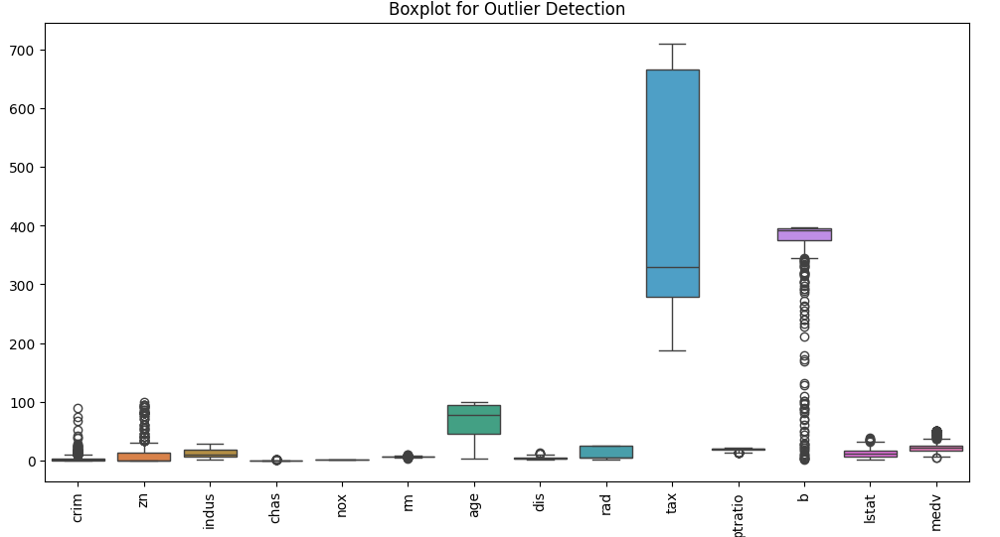 Boxplot for Outlier Detection
700
600
500
400
300
200
100
0
crim
zn
indus
chas
nox
rm
age
dis
rad
tax
ptratio
b
lstat
medv